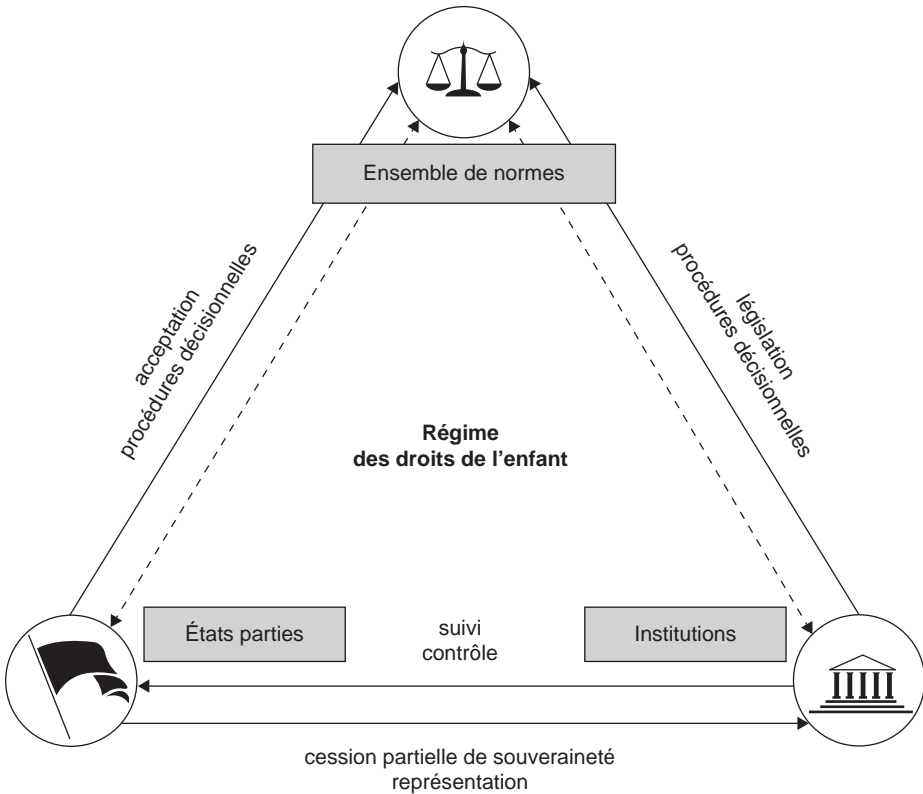 Ensemble de normes
acceptation
procédures décisionnelles
législation
procédures décisionnelles
Régime
des droits de l’enfant
États parties
suivi
contrôle
Institutions
cession partielle de souveraineté
représentation